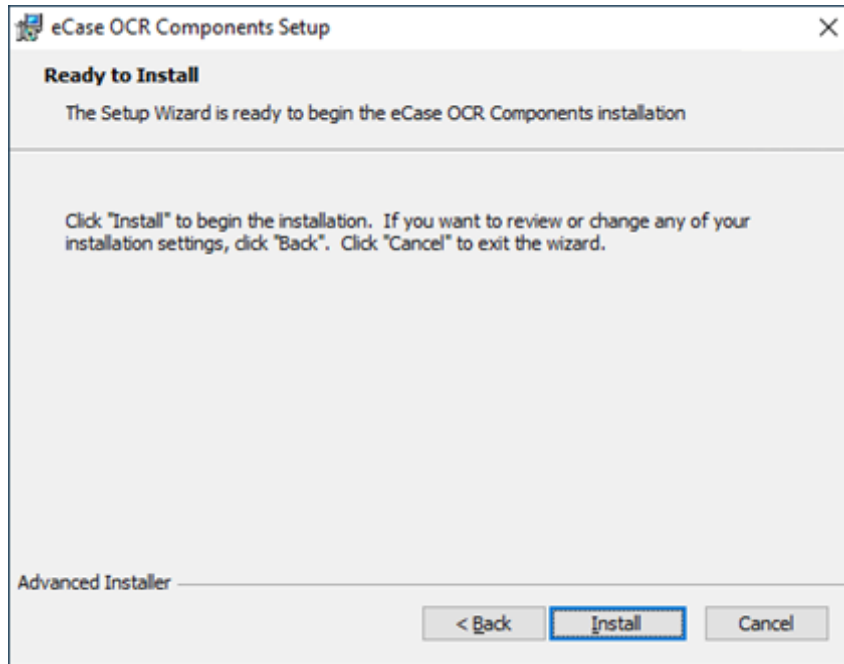 eCase OCR Components Setup
Ready to Install
The Setup Wizard is ready to begin the eCase OCR Components installation
Click "Install" to begin the installation. If you want to review or change any of your
installation settings, click "Back". Click "Cancel" to exit the wizard.
Advanced Installer
< Back
Install
Cancel